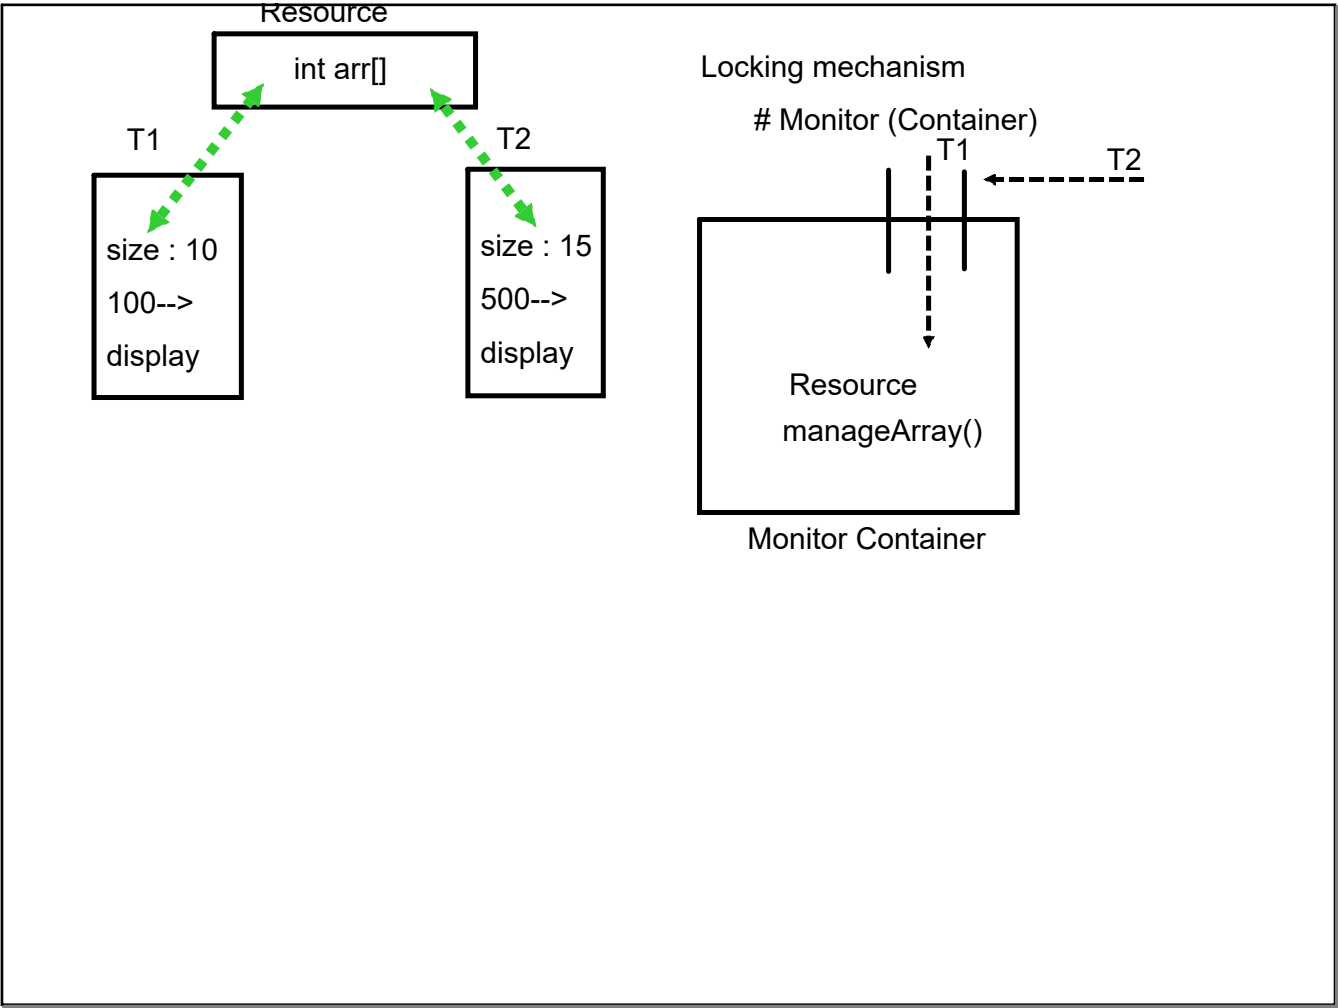 Resource
int arr[]
T1
T2
size : 10
100-->
display
size : 15
500-->
display
Locking mechanism
# Monitor (Container)
T1
T2
Resource
manageArray()
Monitor Container